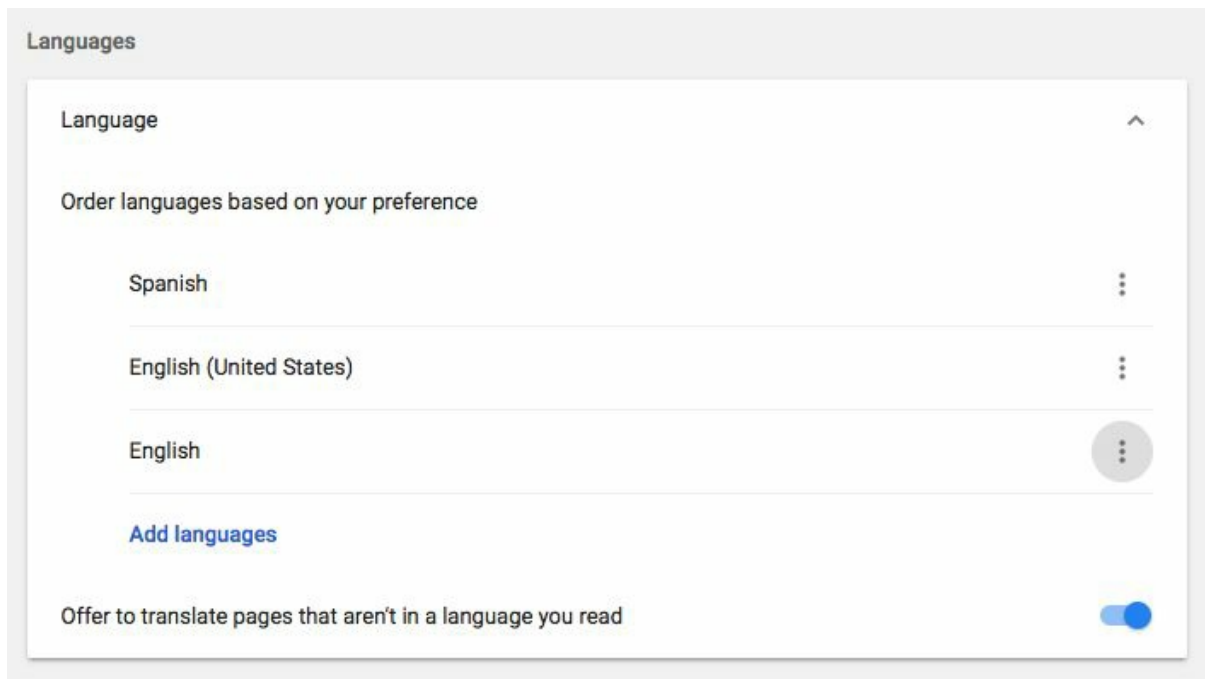 Languages
Language
Order languages based on your preference
Spanish
English (United States)
English
Add languages
Offer to translate pages that aren't in a language you read